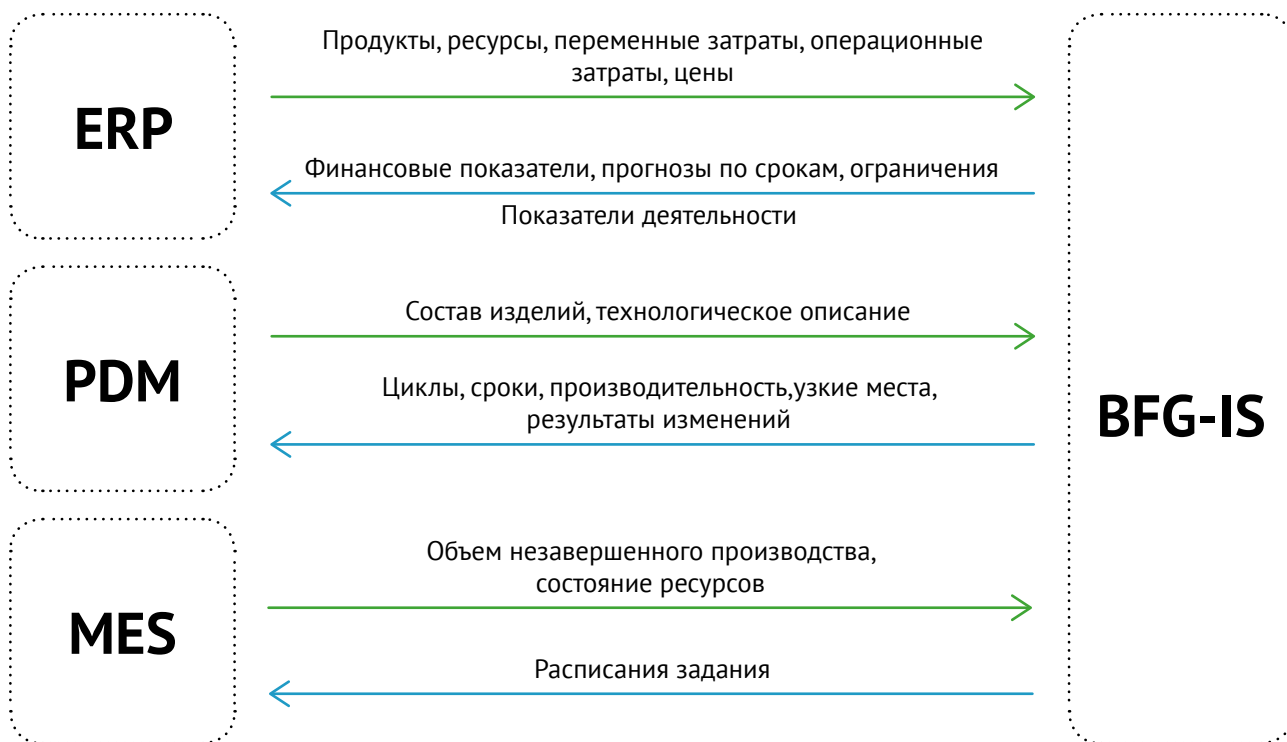 Продукты, ресурсы, переменные затраты, операционные
затраты, цены
ERP
Финансовые показатели, прогнозы по срокам, ограничения
Показатели деятельности
Состав изделий, технологическое описание
PDM
Циклы, сроки, производительность,узкие места,
результаты изменений
BFG-IS
Объем незавершенного производства,
состояние ресурсов
MES
Расписания задания